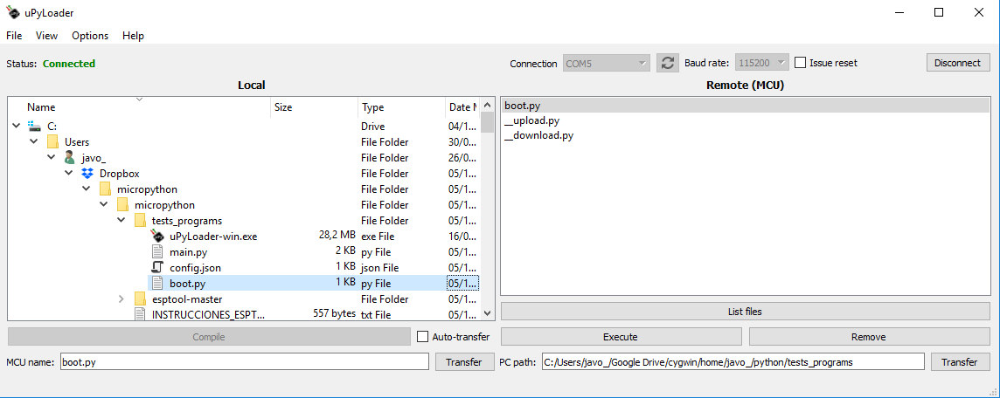 uPyLoader
File View Options Help
Status: Connected Connection COM5 Baud rate: 115200 Issue reset Disconnect
Local Remote (MCU)
Name Size Type Date M
C: Drive 04/1...
Users File Folder 30/0...
javo_ File Folder 26/0...
Dropbox File Folder 05/1...
micropython File Folder 05/1...
micropython File Folder 05/1...
tests_programs File Folder 05/1...
uPyLoader-win.exe 28,2 MB exe File 16/0...
main.py 2 KB py File 05/1...
config.json 1 KB json File 05/1...
boot.py 1 KB py File 05/1...
esptool-master File Folder 05/1...
INSTRUCCIONES_ESPT... 557 bytes txt File 05/1...
boot.py
__upload.py
__download.py
List files
Compile Auto-transfer Execute Remove
MCU name: boot.py Transfer PC path: C:/Users/javo_/Google Drive/cygwin/home/javo_/python/tests_programs Transfer